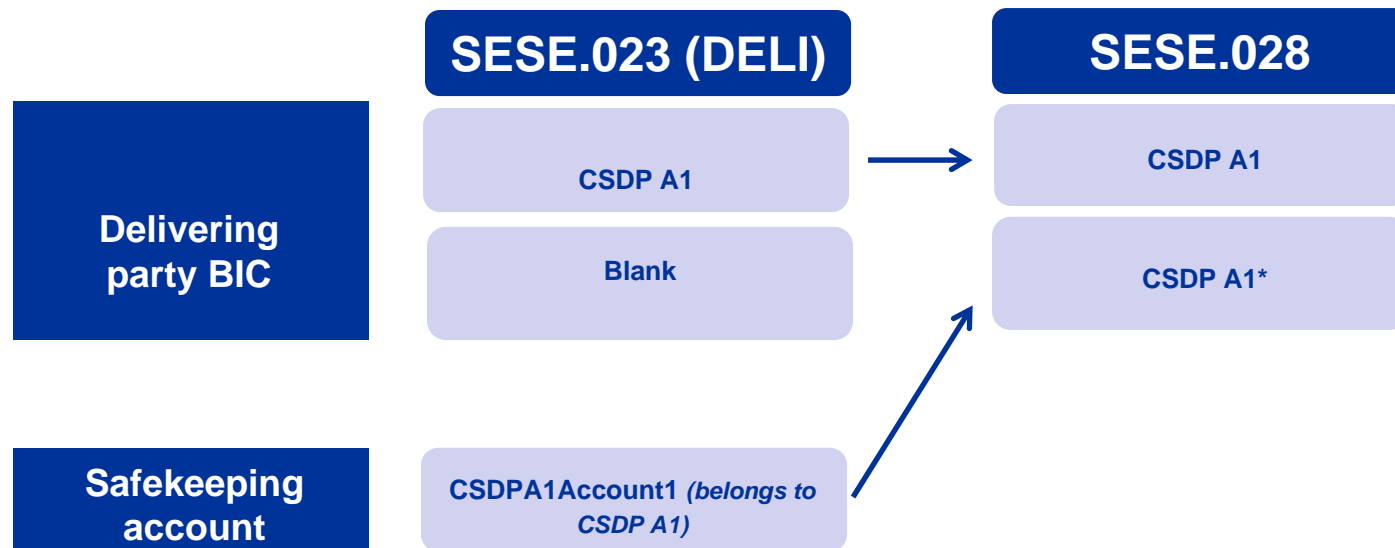 SESE.023 (DELI)
SESE.028
Delivering
party BIC
CSDP A1
CSDP A1
Blank
CSDP A1*
Safekeeping
account
CSDPA1Account1 (belongs to
CSDP A1)